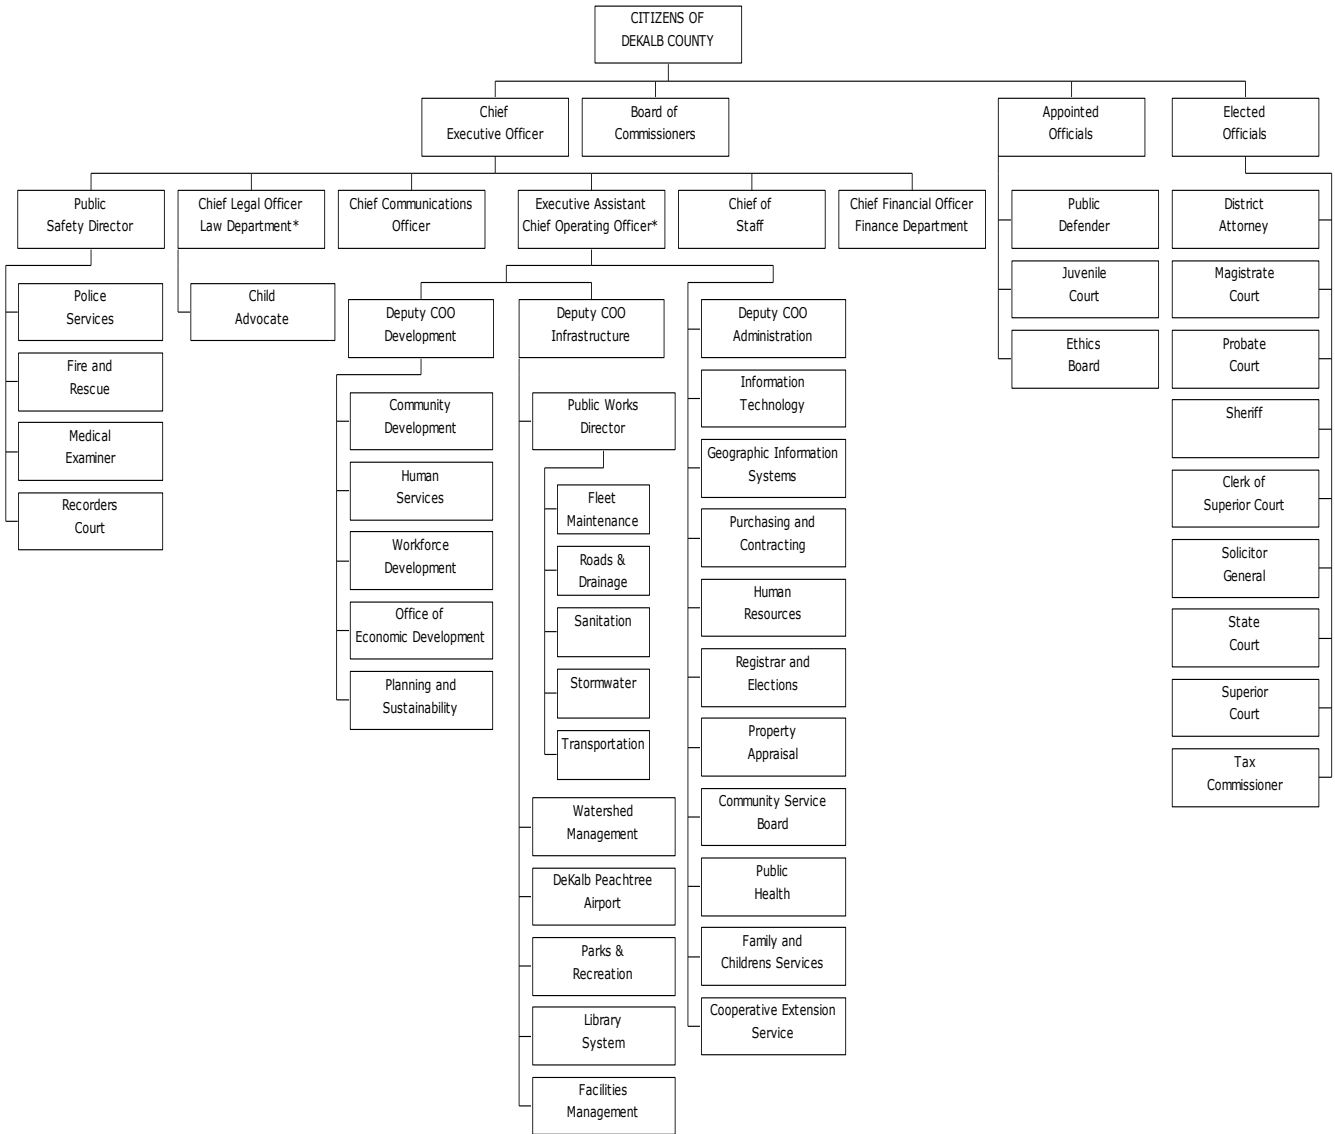 CITIZENS OF
DEKALB COUNTY
Chief
Executive Officer
Board of
Commissioners
Appointed
Officials
Elected
Officials
Public
Safety Director
Chief Legal Officer
Law Department*
Chief Communications
Officer
Executive Assistant
Chief Operating Officer*
Chief of
Staff
Chief Financial Officer
Finance Department
Police
Services
Fire and
Rescue
Medical
Examiner
Recorders
Court
Child
Advocate
Deputy COO
Development
Community
Development
Human
Services
Workforce
Development
Office of
Economic Development
Planning and
Sustainability
Deputy COO
Infrastructure
Public Works
Director
Fleet
Maintenance
Roads &
Drainage
Sanitation
Stormwater
Transportation
Watershed
Management
DeKalb Peachtree
Airport
Parks &
Recreation
Library
System
Facilities
Management
Deputy COO
Administration
Information
Technology
Geographic Information
Systems
Purchasing and
Contracting
Human
Resources
Registrar and
Elections
Property
Appraisal
Community Service
Board
Public
Health
Family and
Childrens Services
Cooperative Extension
Service
Public
Defender
Juvenile
Court
Ethics
Board
District
Attorney
Magistrate
Court
Probate
Court
Sheriff
Clerk of
Superior Court
Solicitor
General
State
Court
Superior
Court
Tax
Commissioner